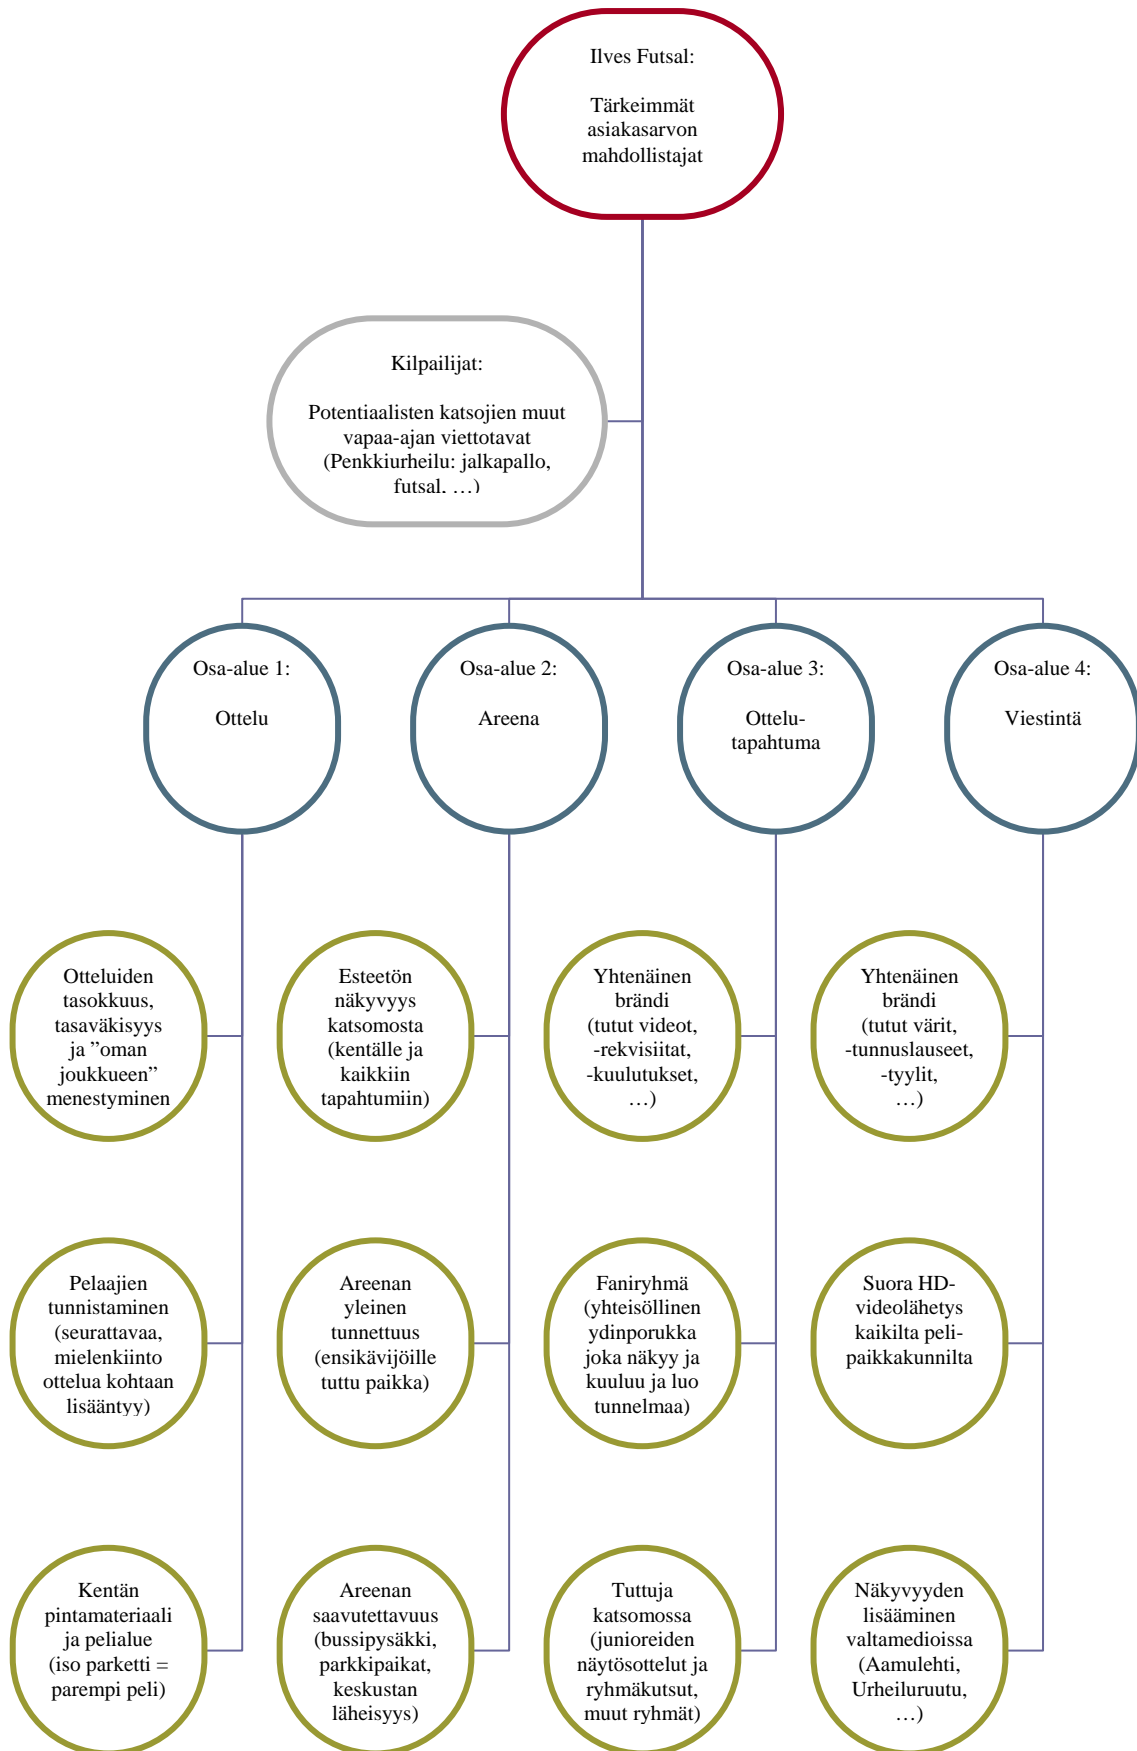 Ilves Futsal:
Tärkeimmät
asiakasarvon
mahdollistajat
Kilpailijat:
Potentiaalisten katsojien muut
vapaa-ajan viettotavat
(Penkkiurheilu: jalkapallo,
futsal, …)
Osa-alue 1:
Ottelu
Osa-alue 2:
Areena
Osa-alue 3:
Ottelu-
tapahtuma
Osa-alue 4:
Viestintä
Otteluiden
tasokkuus,
tasaväkisyys
ja ”oman
joukkueen”
menestyminen
Esteetön
näkyvyys
katsomosta
(kentälle ja
kaikkiin
tapahtumiin)
Yhtenäinen
brändi
(tutut videot,
-rekvisiitat,
-kuulutukset,
…)
Yhtenäinen
brändi
(tutut värit,
-tunnuslauseet,
-tyylit,
…)
Pelaajien
tunnistaminen
(seurattavaa,
mielenkiinto
ottelua kohtaan
lisääntyy)
Areenan
yleinen
tunnettuus
(ensikävijöille
tuttu paikka)
Faniryhmä
(yhteisöllinen
ydinporukka
joka näkyy ja
kuuluu ja luo
tunnelmaa)
Suora HD-
videolähetys
kaikilta peli-
paikkakunnilta
Kentän
pintamateriaali
ja pelialue
(iso parketti =
parempi peli)
Areenan
saavutettavuus
(bussipysäkki,
parkkipaikat,
keskustan
läheisyys)
Tuttuja
katsomossa
(junioreiden
näytösottelut ja
ryhmäkutsut,
muut ryhmät)
Näkyvyyden
lisääminen
valtamedioissa
(Aamulehti,
Urheiluruutu,
…)